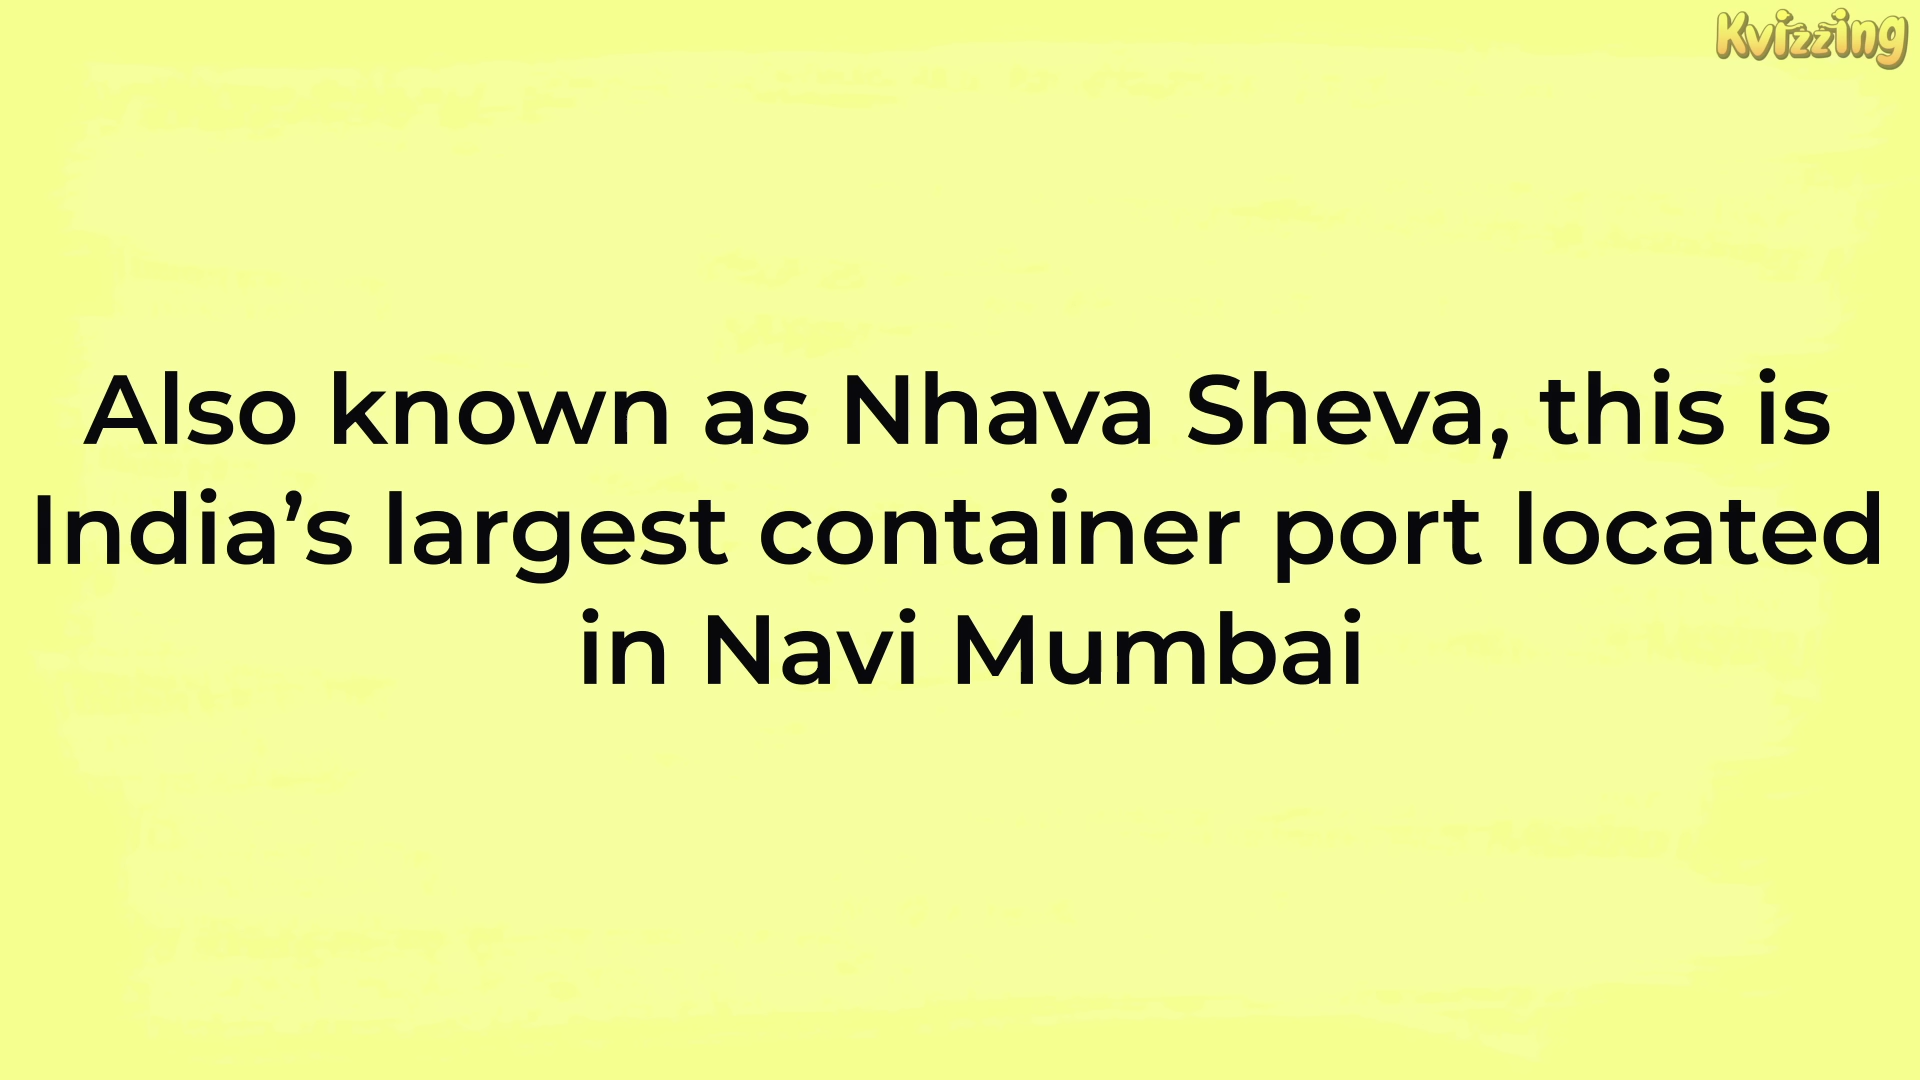 Kvizzing
Also known as Nhava Sheva, this is
India’s largest container port located
in Navi Mumbai